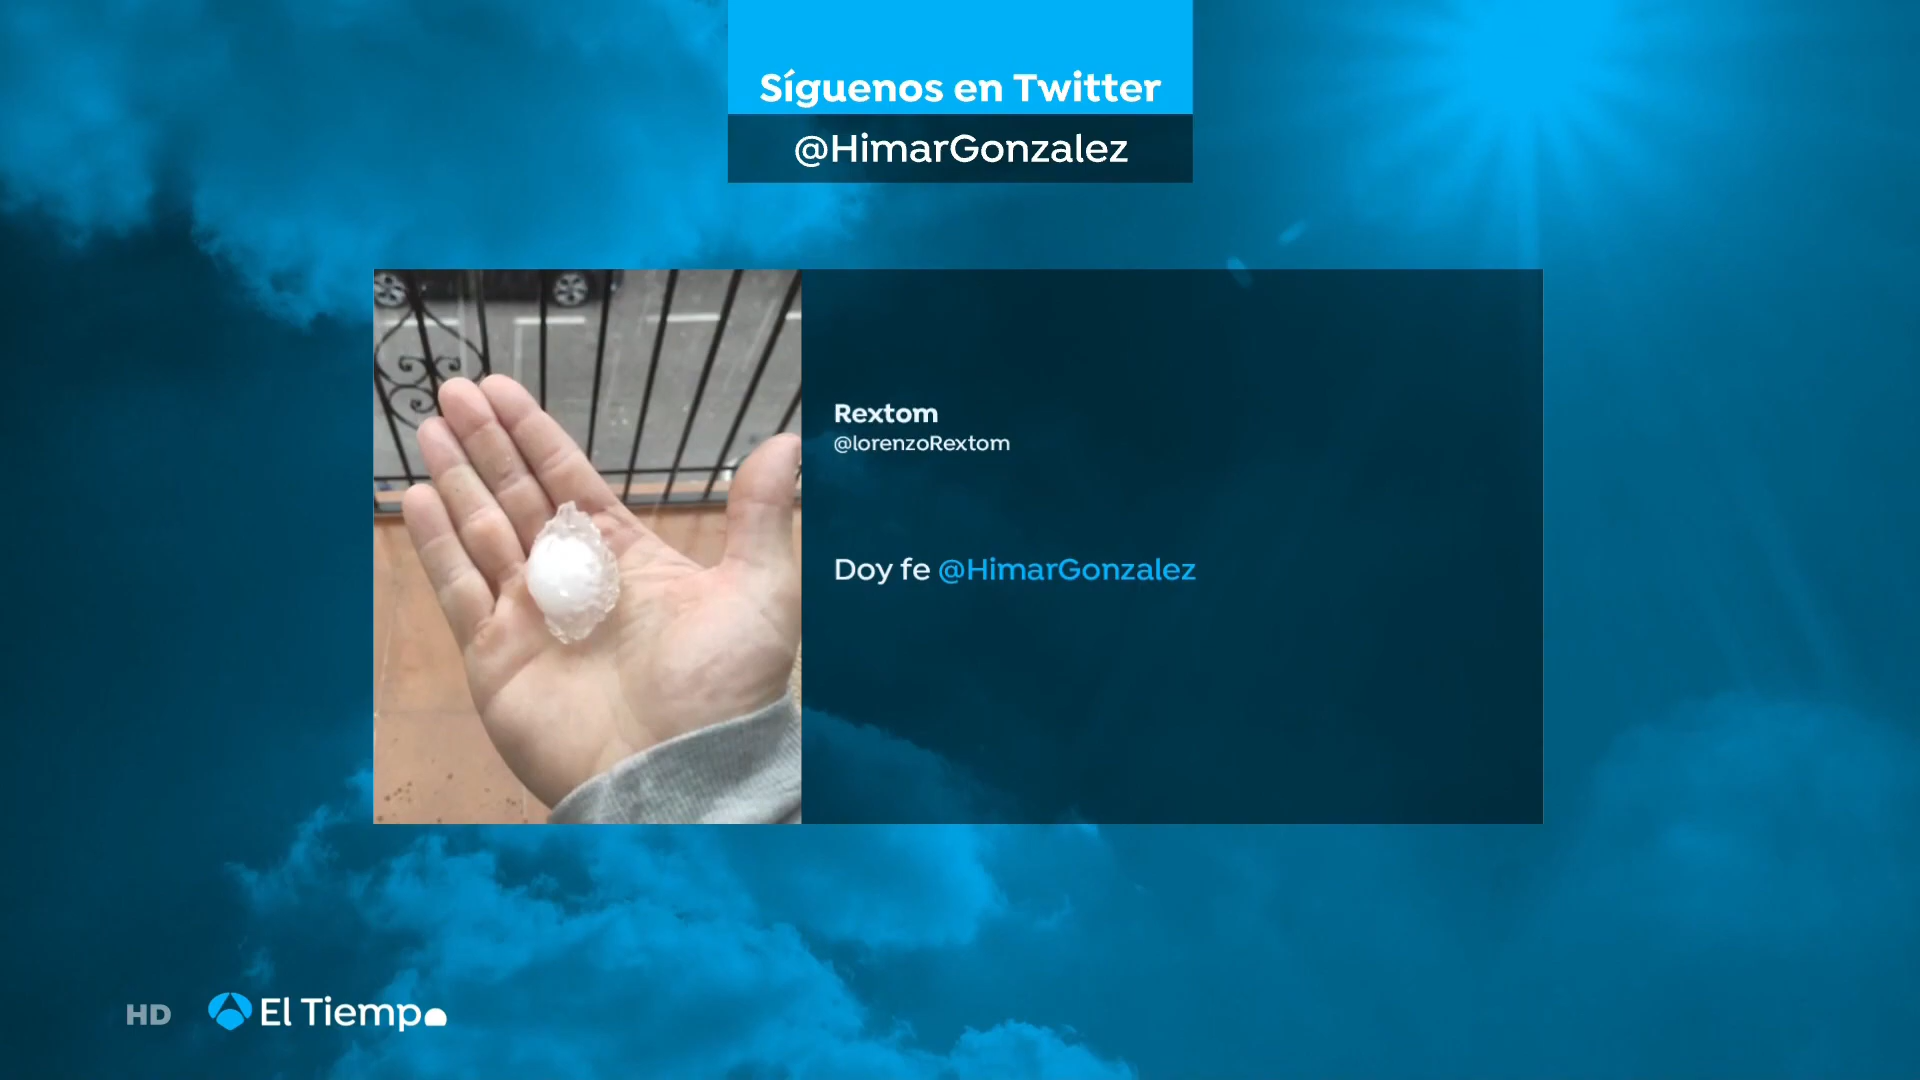 Síguenos en Twitter
@HimarGonzalez
Rextom
@lorenzoRextom
Doy fe @HimarGonzalez
HD El Tiempo